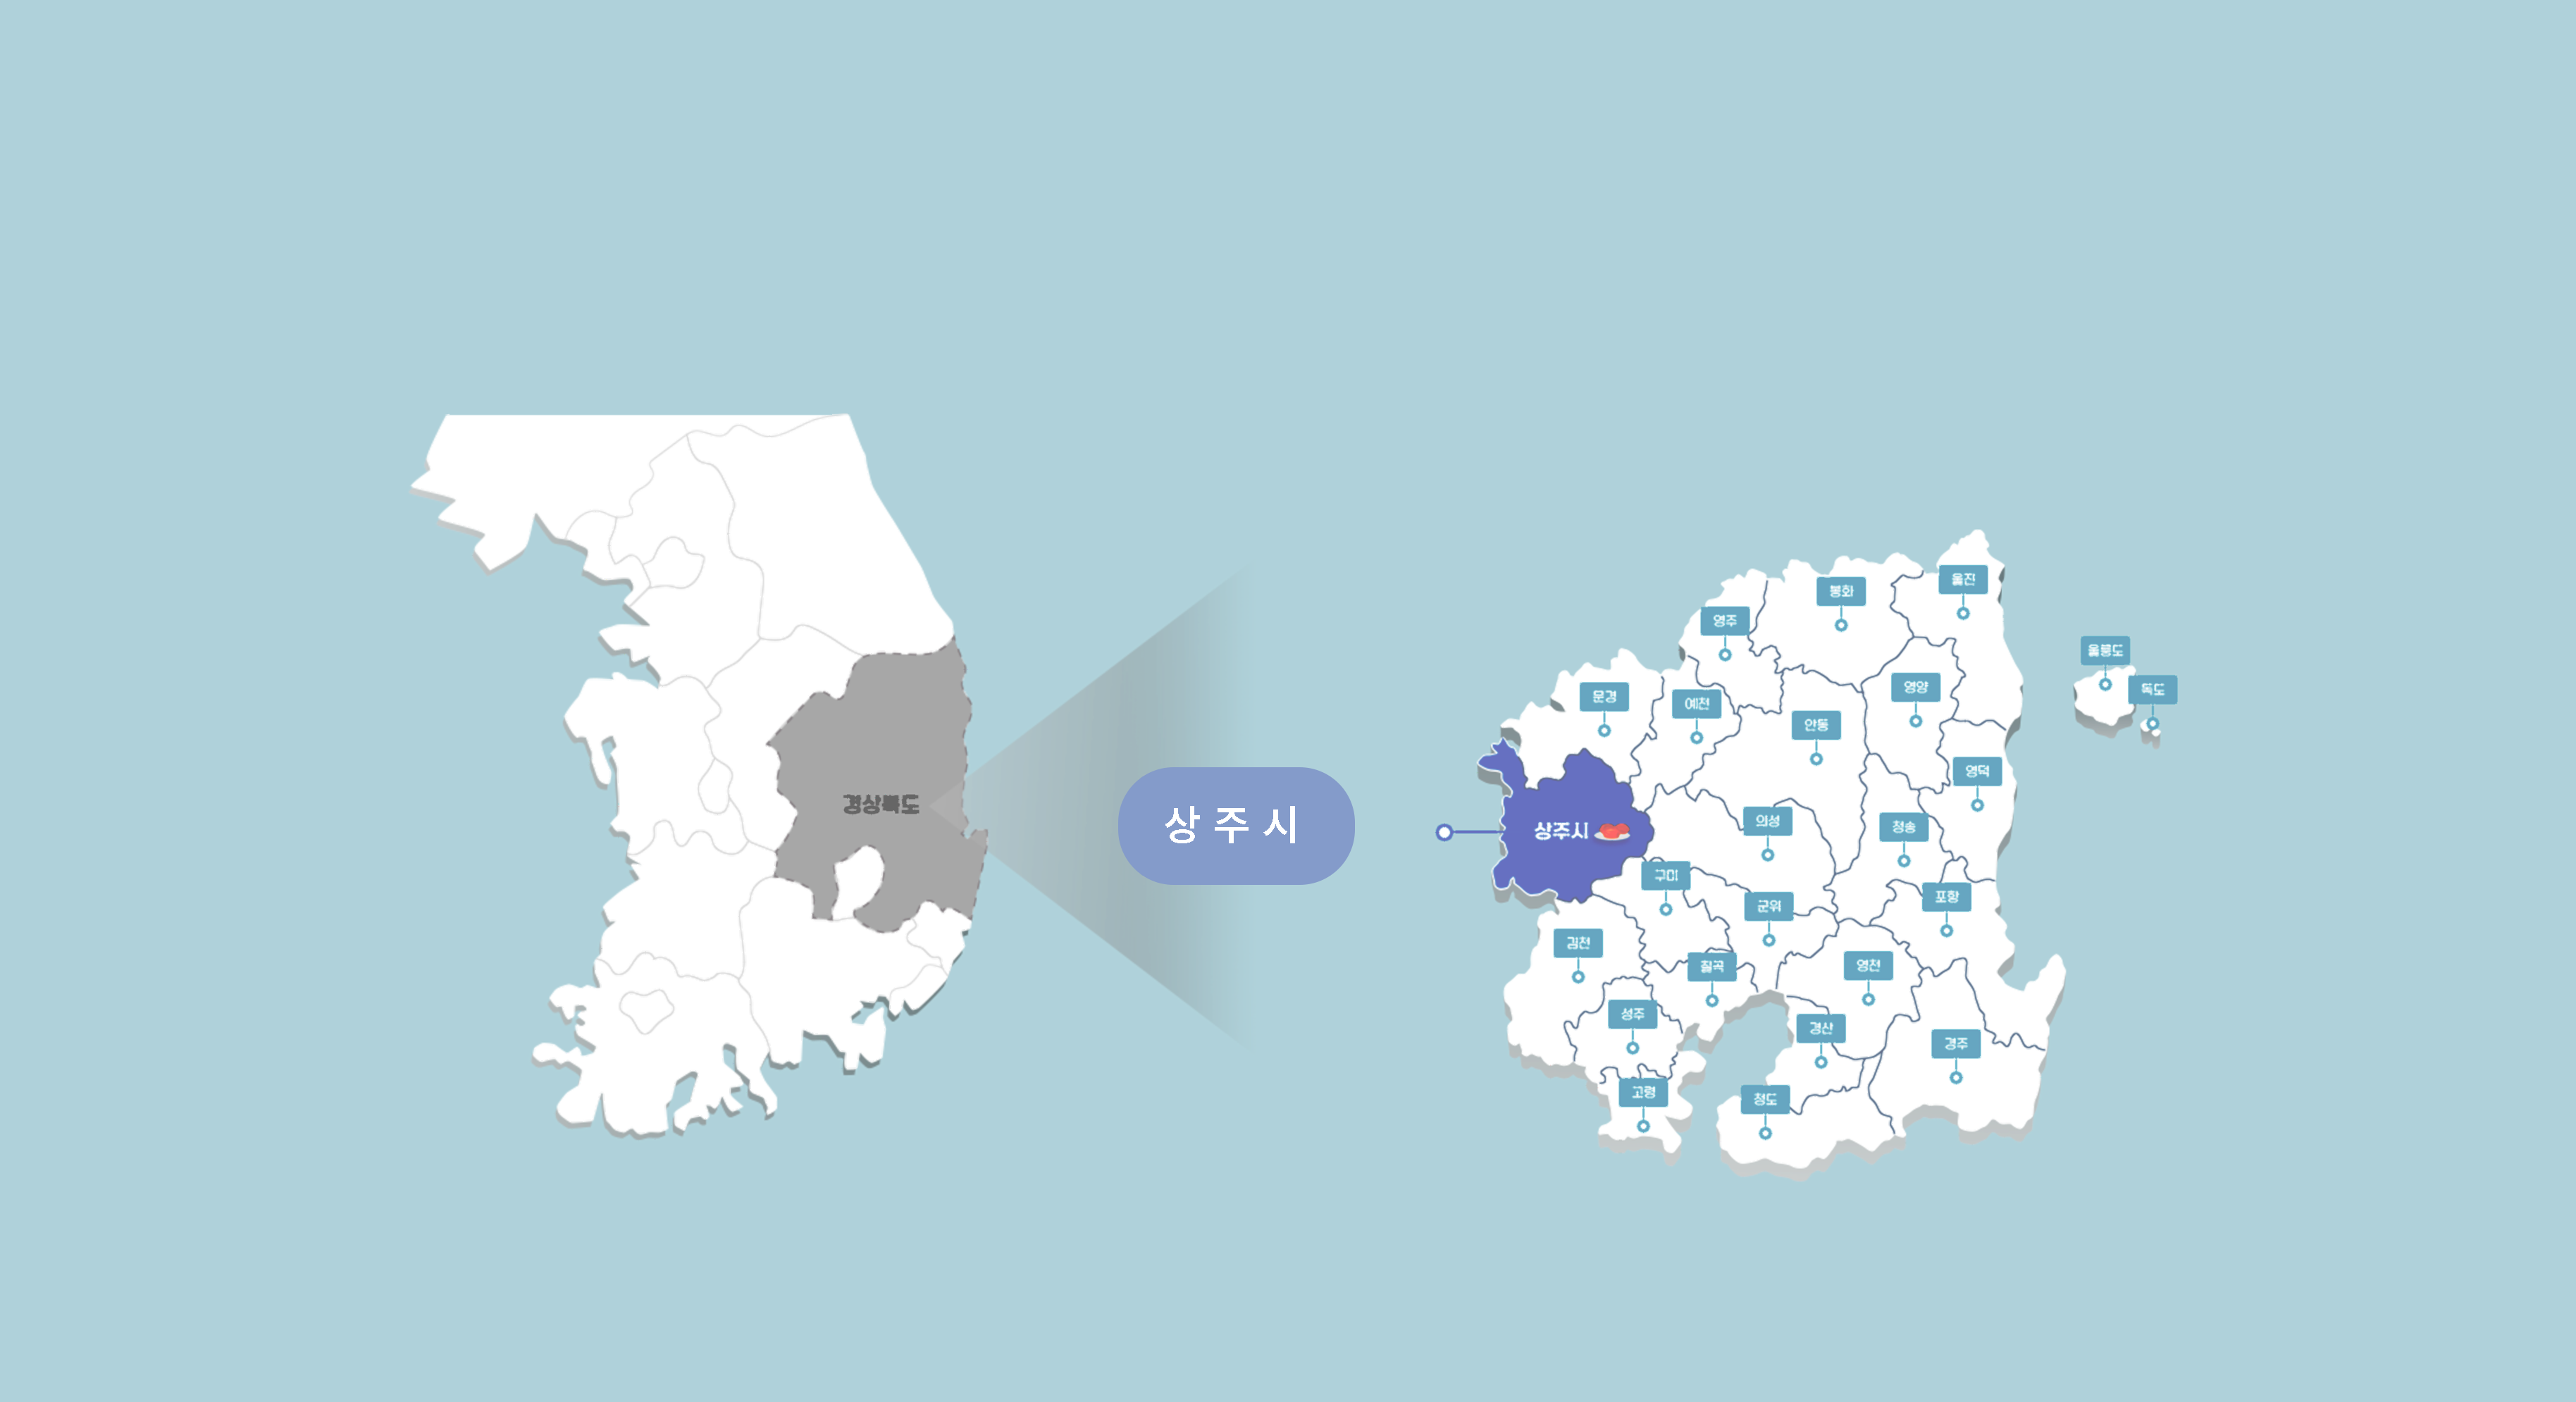 경상북도
상주시
울진
봉화
영주
울릉도
영양
독도
문경
예천
안동
영덕
의성
청송
상주시
구미
포항
군위
김천
영천
칠곡
성주
경산
경주
고령
청도